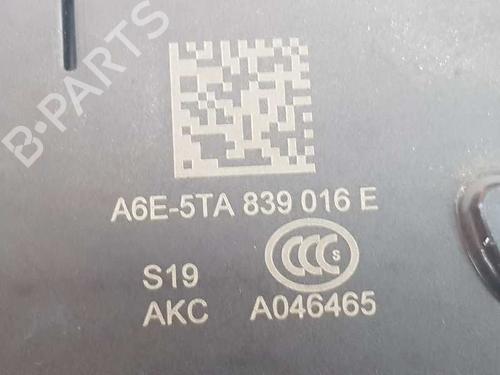 B-PARTS
A6E-5TA 839 016 E
CCC S
S19
AKC A046465